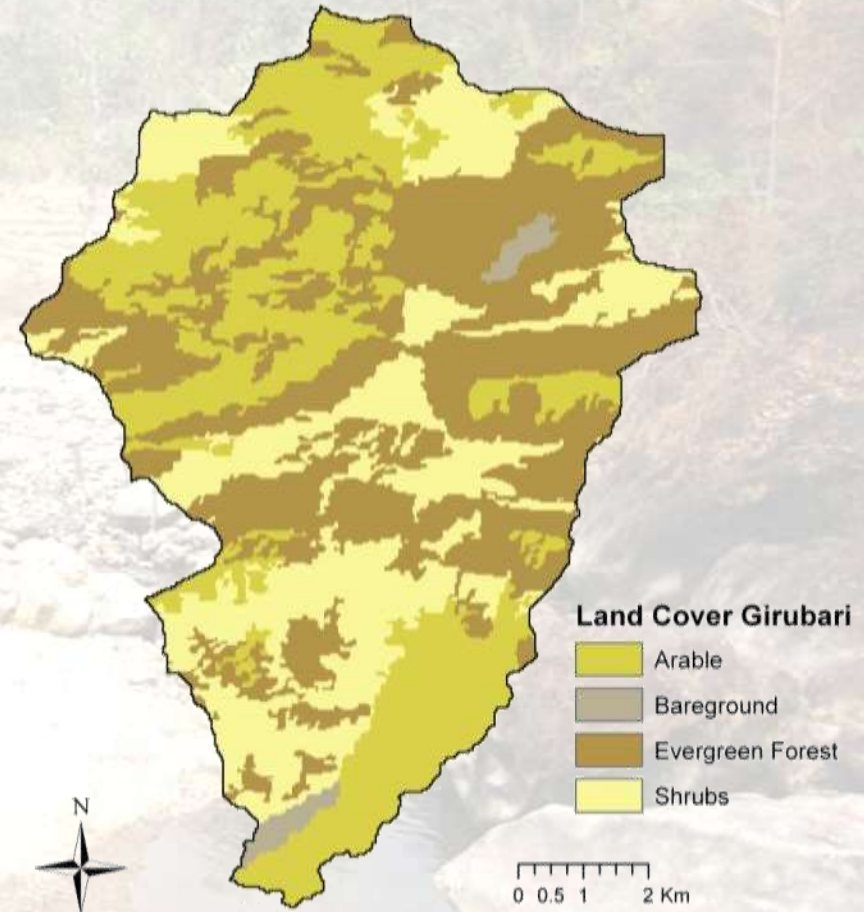 Land Cover Girubari
Arable
Bareground
Evergreen Forest
Shrubs
N
0 0.5 1 2 Km